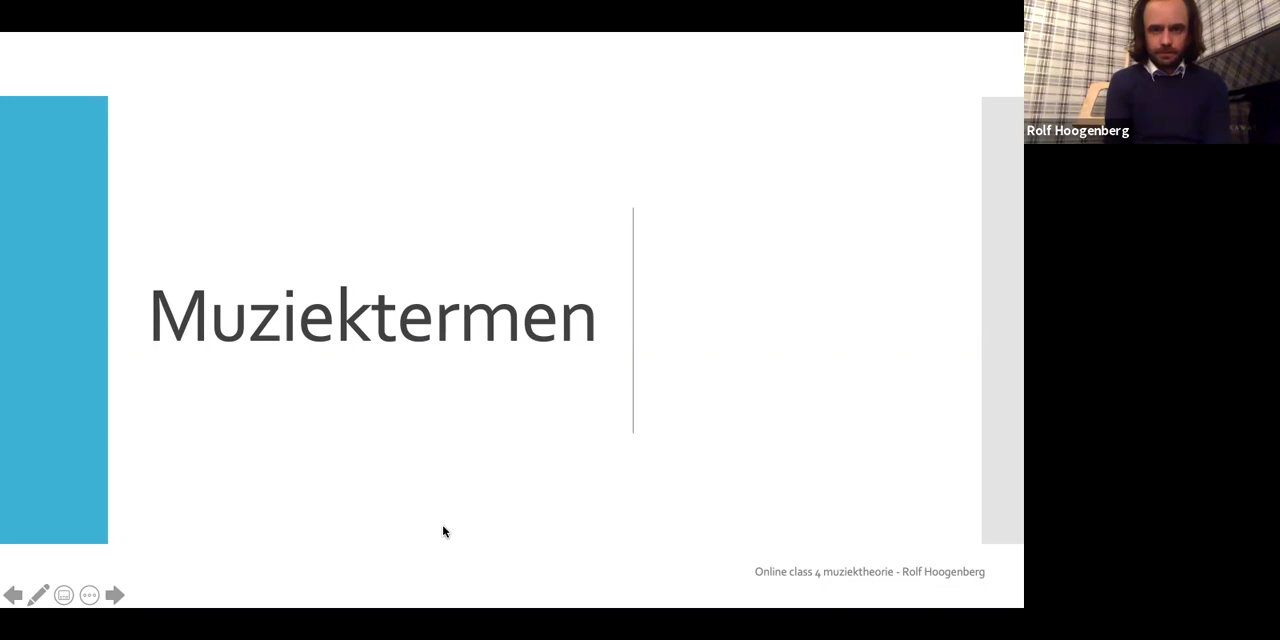 Rolf Hoogenberg
Muziektermen
Online class 4 muziektheorie - Rolf Hoogenberg